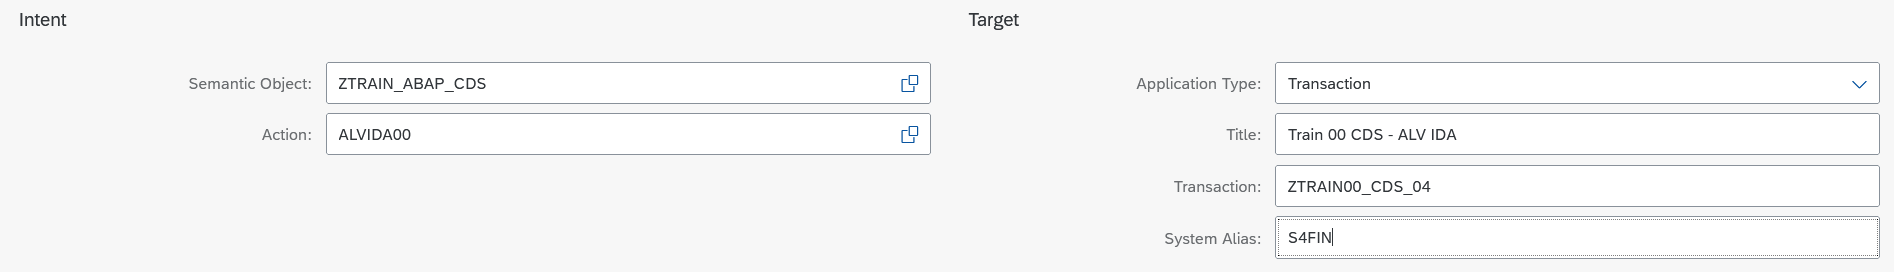 Intent
Semantic Object: ZTRAIN_ABAP_CDS
Action: ALVIDA00
Target
Application Type: Transaction
Title: Train 00 CDS - ALV IDA
Transaction: ZTRAIN00_CDS_04
System Alias: S4FIN